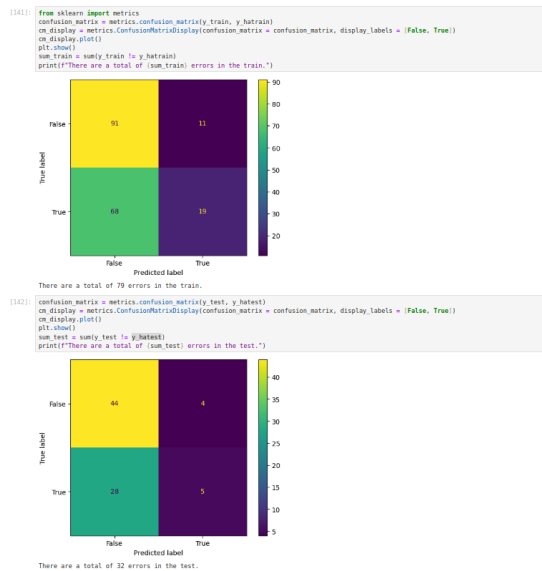 [141]: from sklearn import metrics
confusion_matrix = metrics.confusion_matrix(y_train, y_hatrain)
cm_display = metrics.ConfusionMatrixDisplay(confusion_matrix = confusion_matrix, display_labels = [False, True])
cm_display.plot()
plt.show()
sum_train = sum(y_train != y_hatrain)
print(f"There are a total of {sum_train} errors in the train.")
90
80
70
60
50
40
30
20
False
91
11
True label
True
68
19
False
True
Predicted label
There are a total of 79 errors in the train.
[142]: confusion_matrix = metrics.confusion_matrix(y_test, y_hatest)
cm_display = metrics.ConfusionMatrixDisplay(confusion_matrix = confusion_matrix, display_labels = [False, True])
cm_display.plot()
plt.show()
sum_test = sum(y_test != y_hatest)
print(f"There are a total of {sum_test} errors in the test.")
40
35
30
25
20
15
10
5
False
44
4
True label
True
28
5
False
True
Predicted label
There are a total of 32 errors in the test.